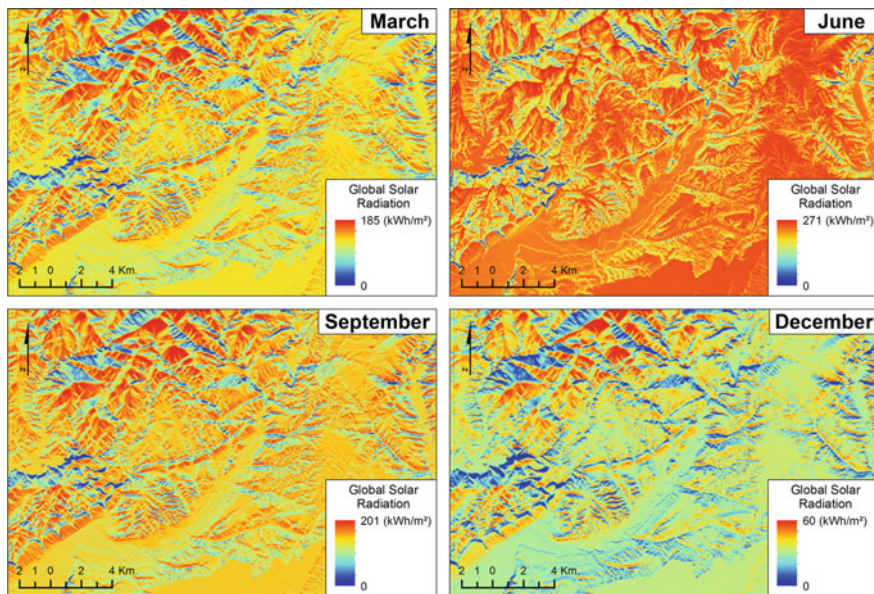 March
Z
Global Solar
Radiation
185 (kWh/m²)
0
2 1 0 2 4 Km.
June
Z
Global Solar
Radiation
271 (kWh/m²)
0
2 1 0 2 4 Km.
September
Z
Global Solar
Radiation
201 (kWh/m²)
0
2 1 0 2 4 Km.
December
Z
Global Solar
Radiation
60 (kWh/m²)
0
2 1 0 2 4 Km.